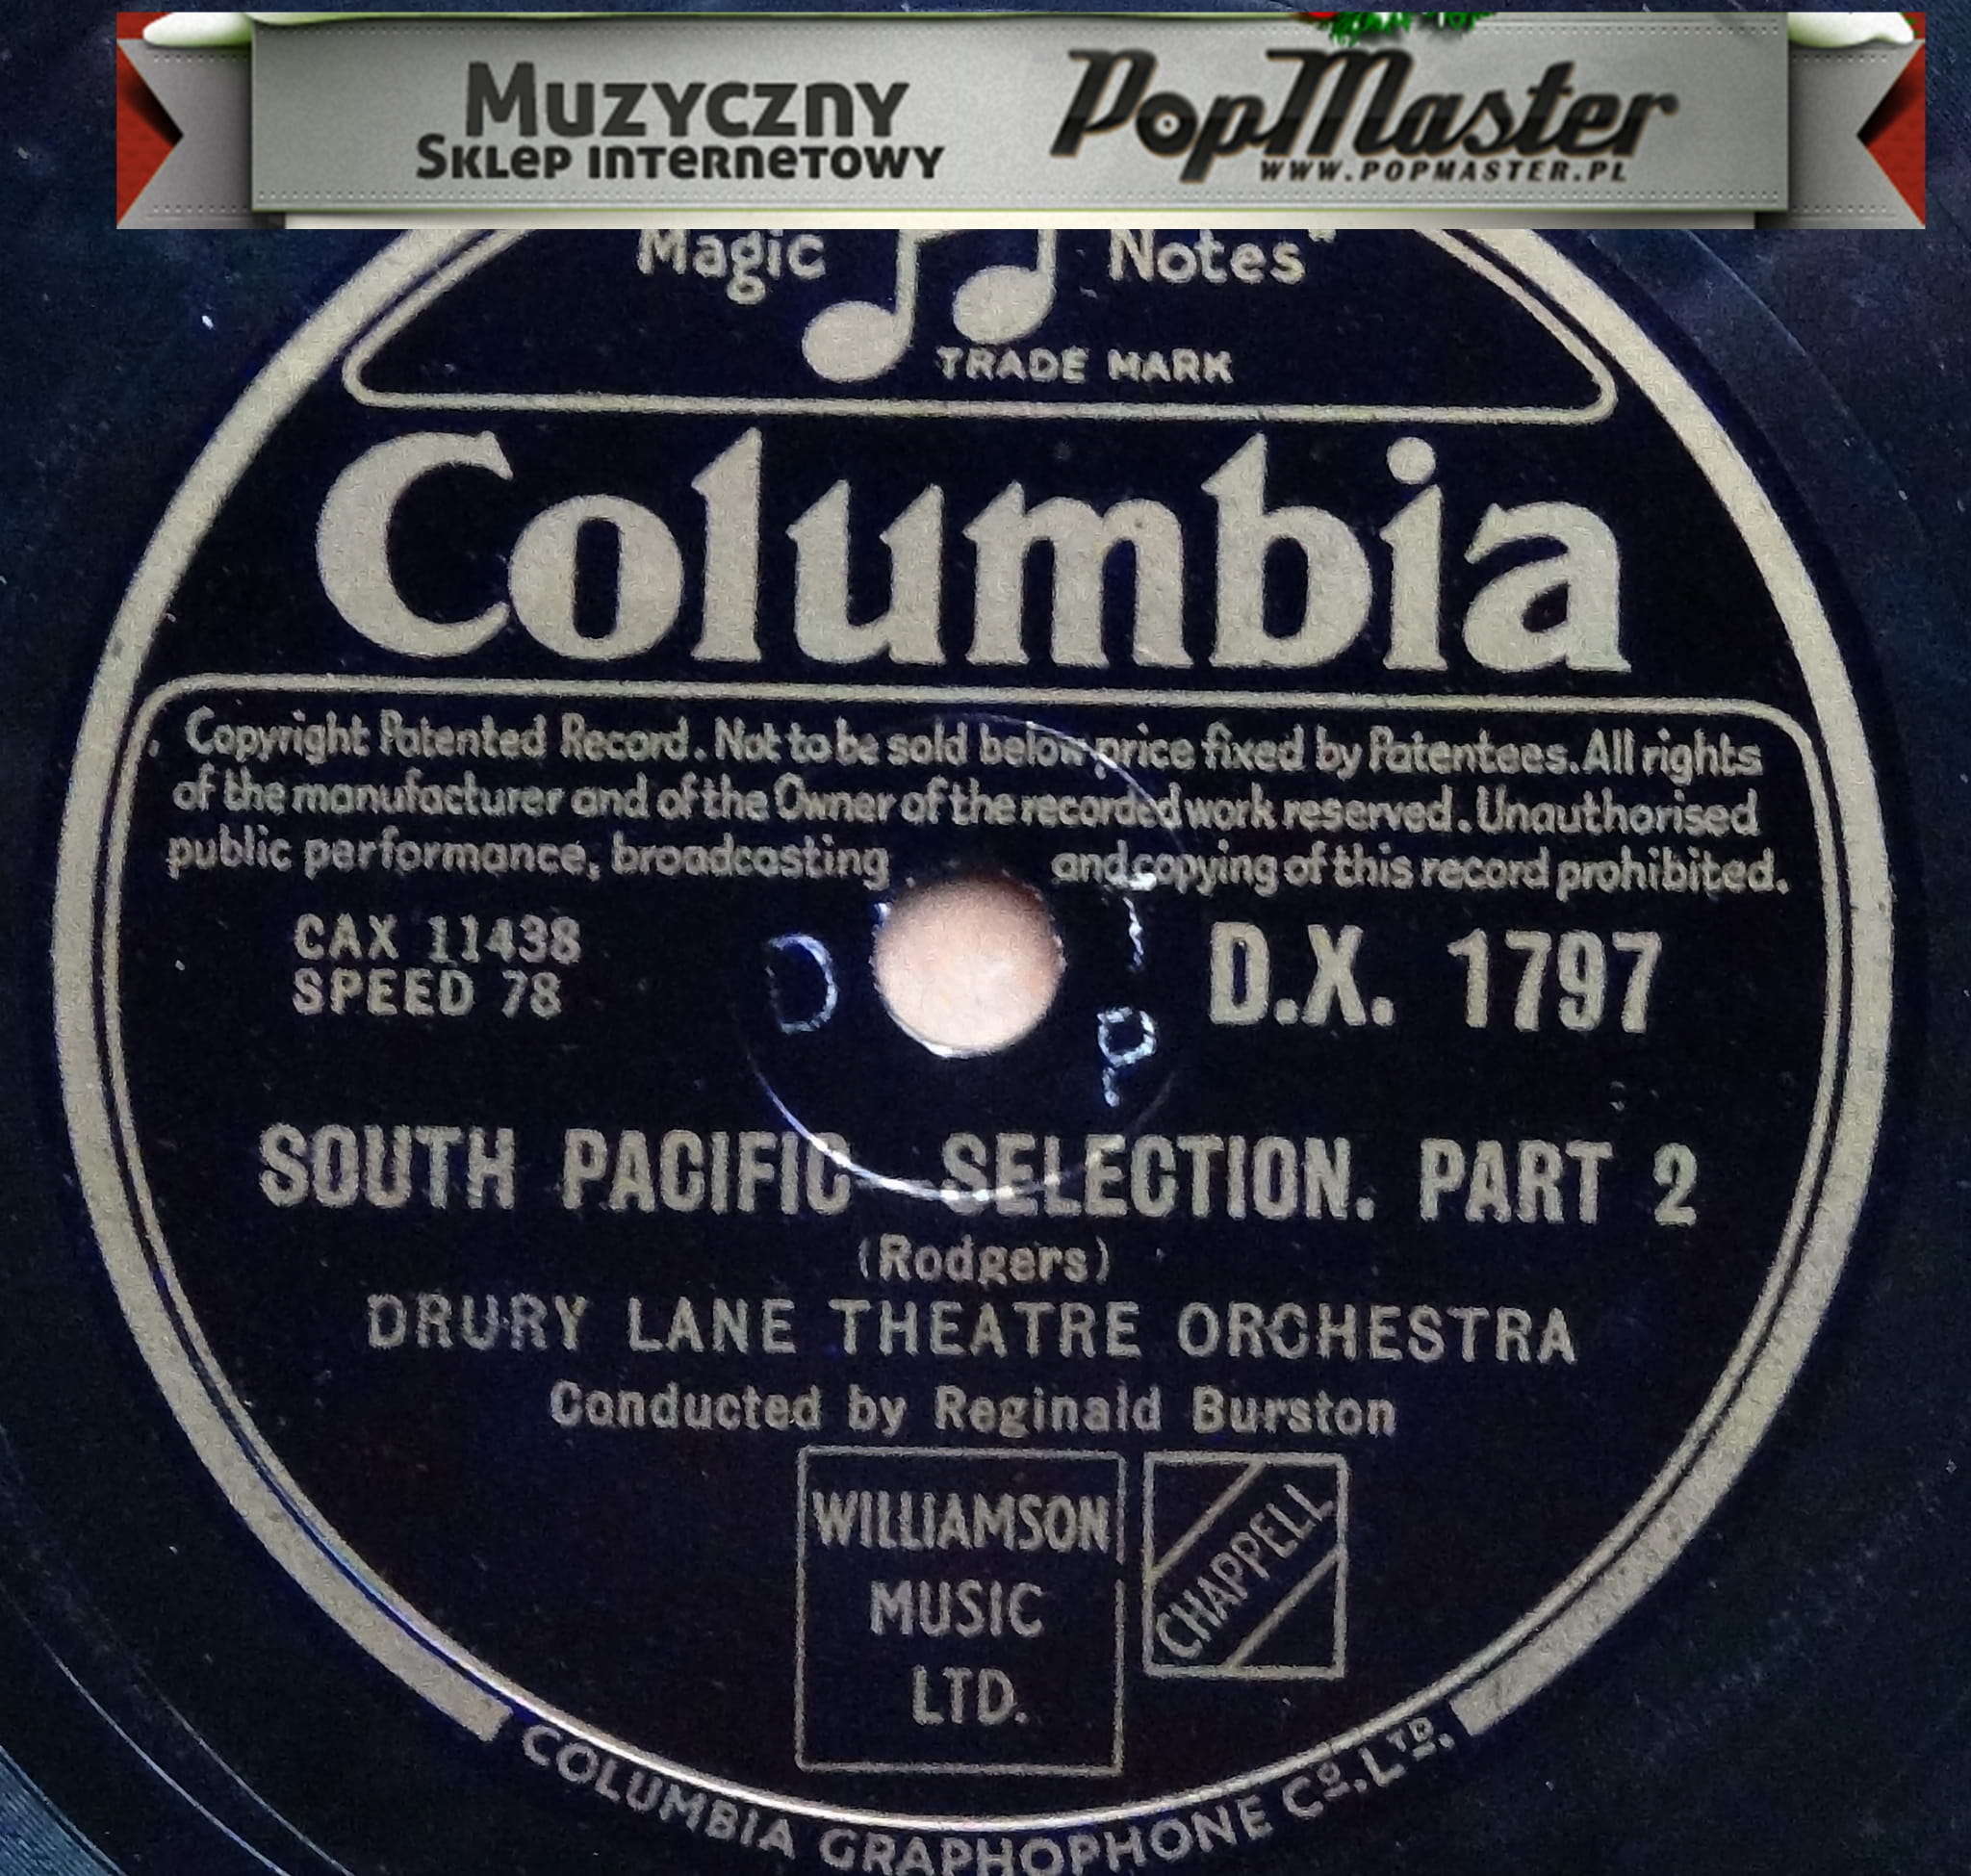 MUZYCZNY
SKLEP INTERNETOWY
PopMaster
WWW.POPMASTER.PL
Magic Notes"
TRADE MARK
Columbia
Copyright Patented Record. Not to be sold below price fixed by Patentees. All rights
of the manufacturer and of the Owner of the recorded work reserved. Unauthorised
public performance, broadcasting and copying of this record prohibited.
CAX 11438
SPEED 78
D.X. 1797
D
T
P
SOUTH PACIFIC—SELECTION. PART 2
(Rodgers)
DRURY LANE THEATRE ORCHESTRA
Conducted by Reginald Burston
WILLIAMSON
MUSIC
LTD.
CHAPPELL
COLUMBIA GRAPHOPHONE CO. LTD.